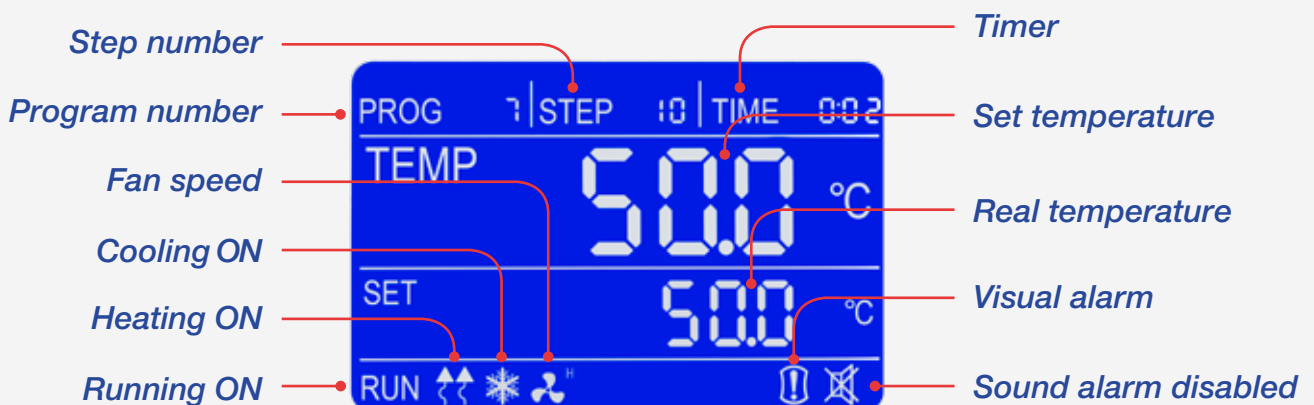 Step number
Program number
Fan speed
Cooling ON
Heating ON
Running ON
PROG 7 STEP 10 TIME 0:02
TEMP 50.0 °C
SET 50.0 °C
RUN H
Timer
Set temperature
Real temperature
Visual alarm
Sound alarm disabled